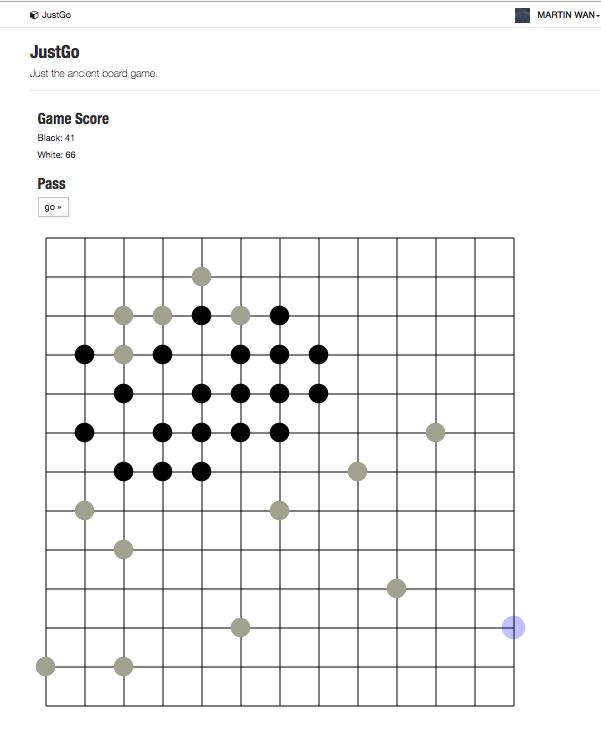 JustGo
MARTIN WAN
JustGo
Just the ancient board game.
Game Score
Black: 41
White: 66
Pass
go »